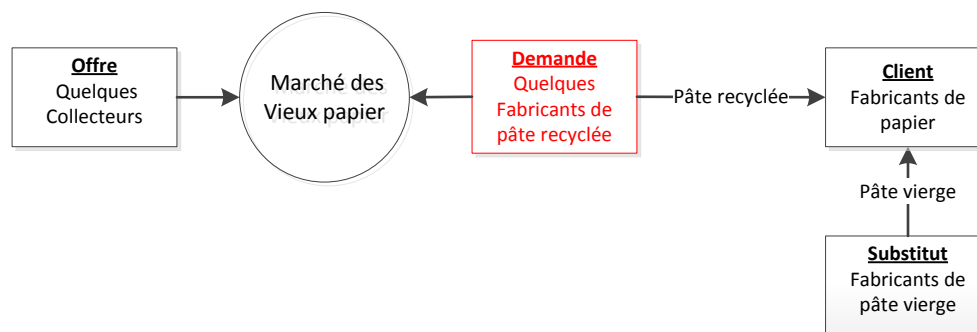 Offre
Quelques
Collecteurs
Marché des
Vieux papier
Demande
Quelques
Fabricants de
pâte recyclée
Pâte recyclée
Client
Fabricants de
papier
Pâte vierge
Substitut
Fabricants de
pâte vierge